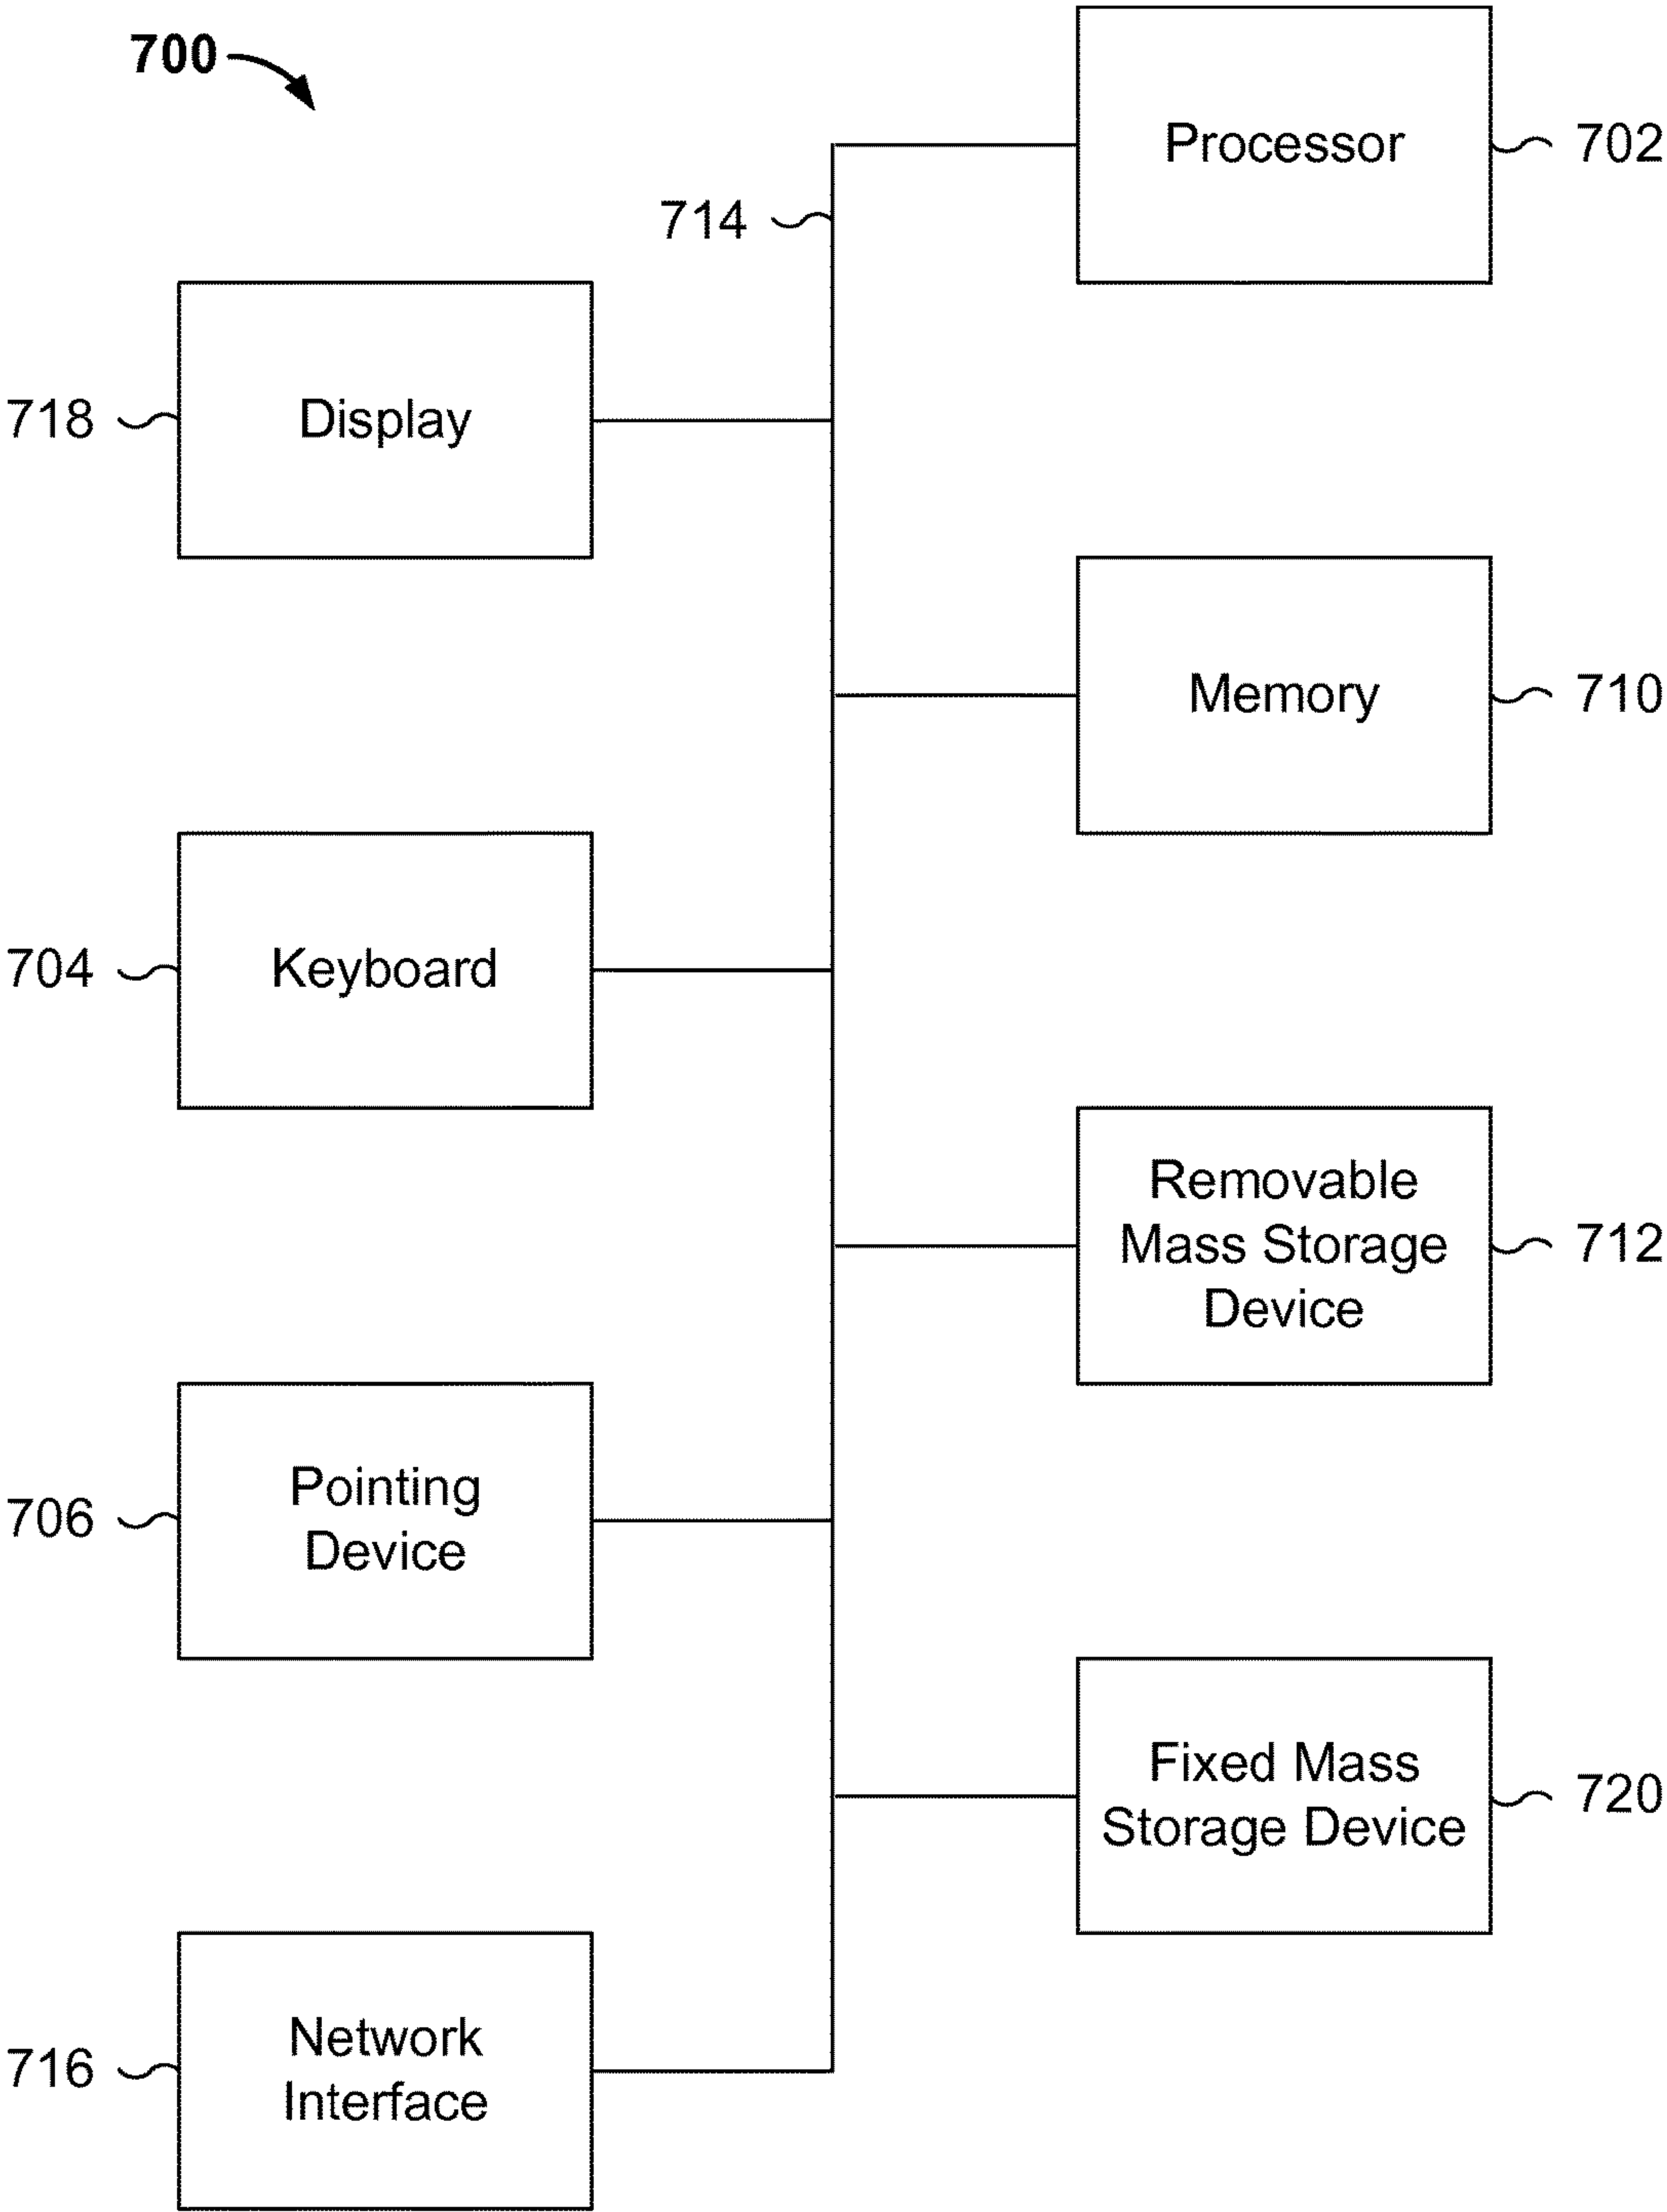 700
Processor
702
714
718
Display
Memory
710
704
Keyboard
Removable
Mass Storage
Device
712
706
Pointing
Device
Fixed Mass
Storage Device
720
716
Network
Interface